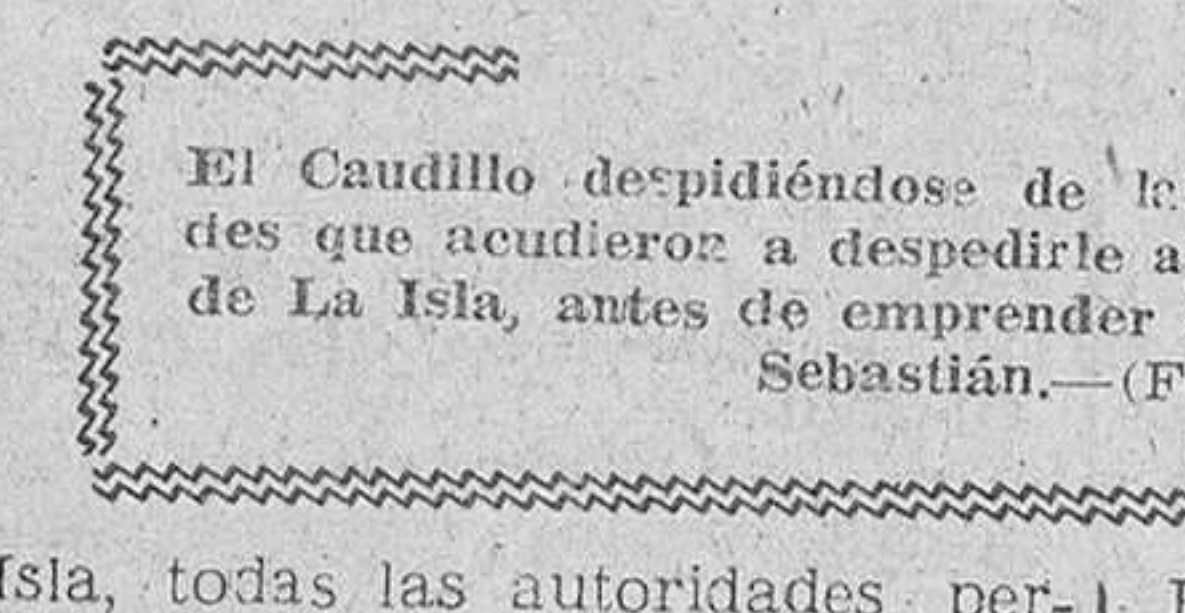 El Caudillo despidiéndose de
des que acudieron a despedirle a
de La Isla, antes de emprender
Sebastián.—(F
Isla, todas las autoridades per-